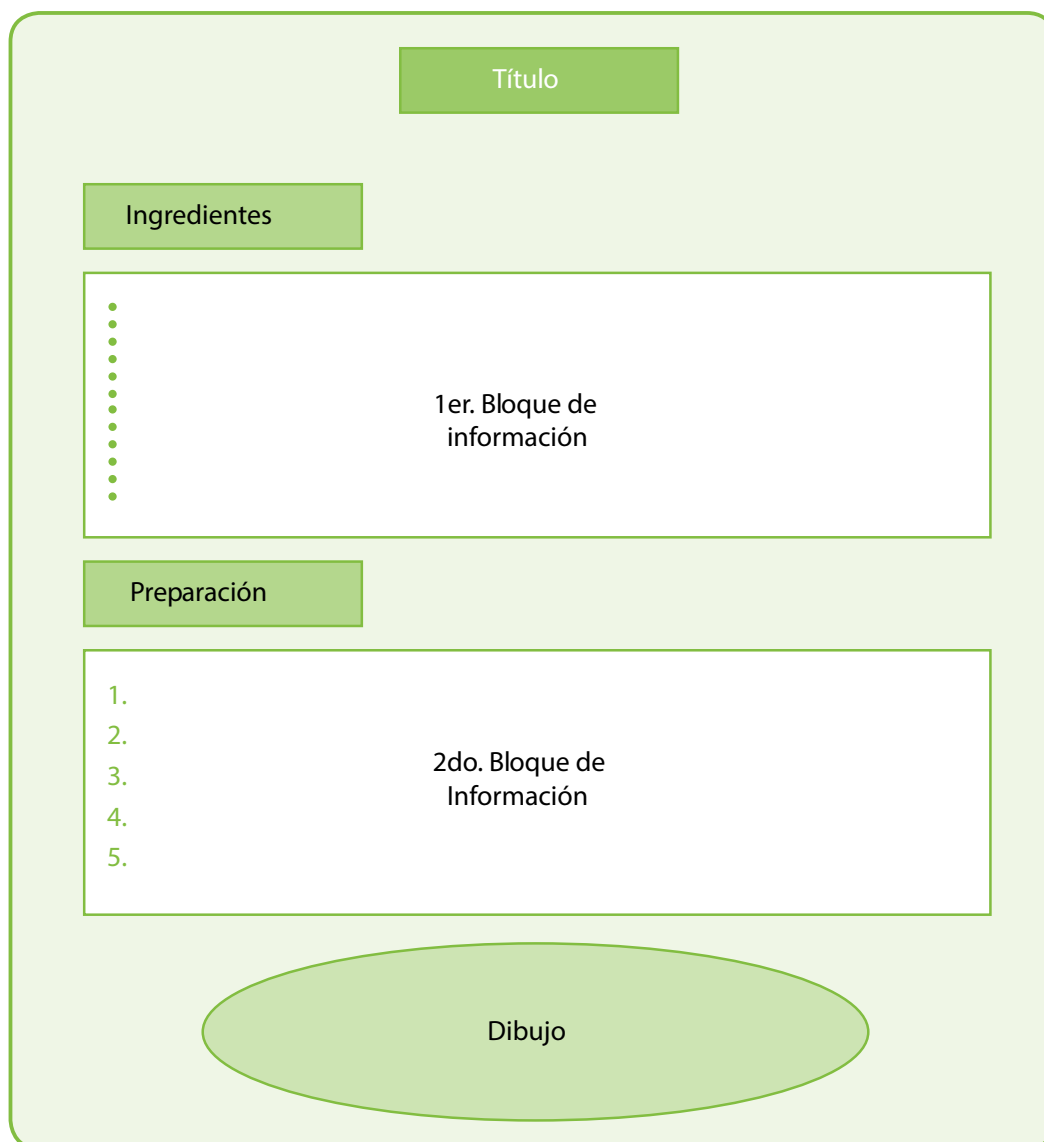 Título
Ingredientes
•
•
•
•
•
•
•
•
•
•
•
•
1er. Bloque de
información
Preparación
1.
2.
3.
4.
5.
2do. Bloque de
Información
Dibujo